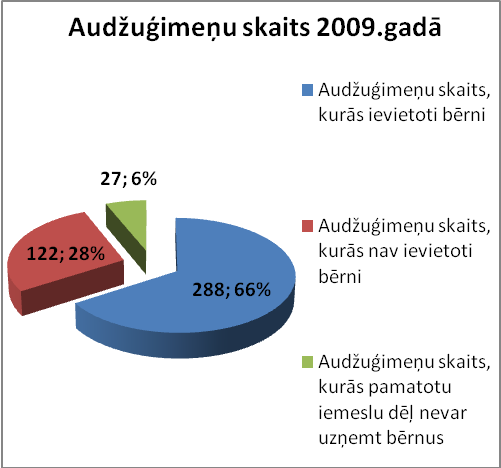 Audžuģimeņu skaits 2009.gadā
Audžuģimeņu skaits,
kurās ievietoti bērni
27; 6%
Audžuģimeņu skaits,
kurās nav ievietoti
bērni
122; 28%
288; 66%
Audžuģimeņu skaits,
kurās pamatotu
iemeslu dēļ nevar
uzņemt bērnus